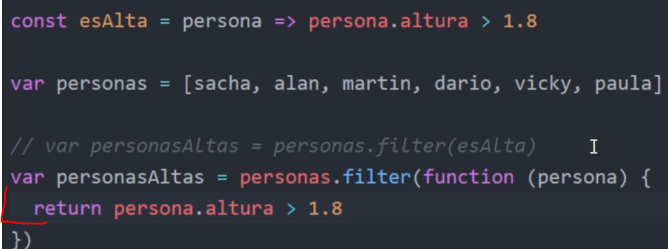 const esAlta = persona => persona.altura > 1.8
var personas = [sacha, alan, martin, dario, vicky, paula]
// var personasAltas = personas.filter(esAlta)
var personasAltas = personas.filter(function (persona) {
  return persona.altura > 1.8
})